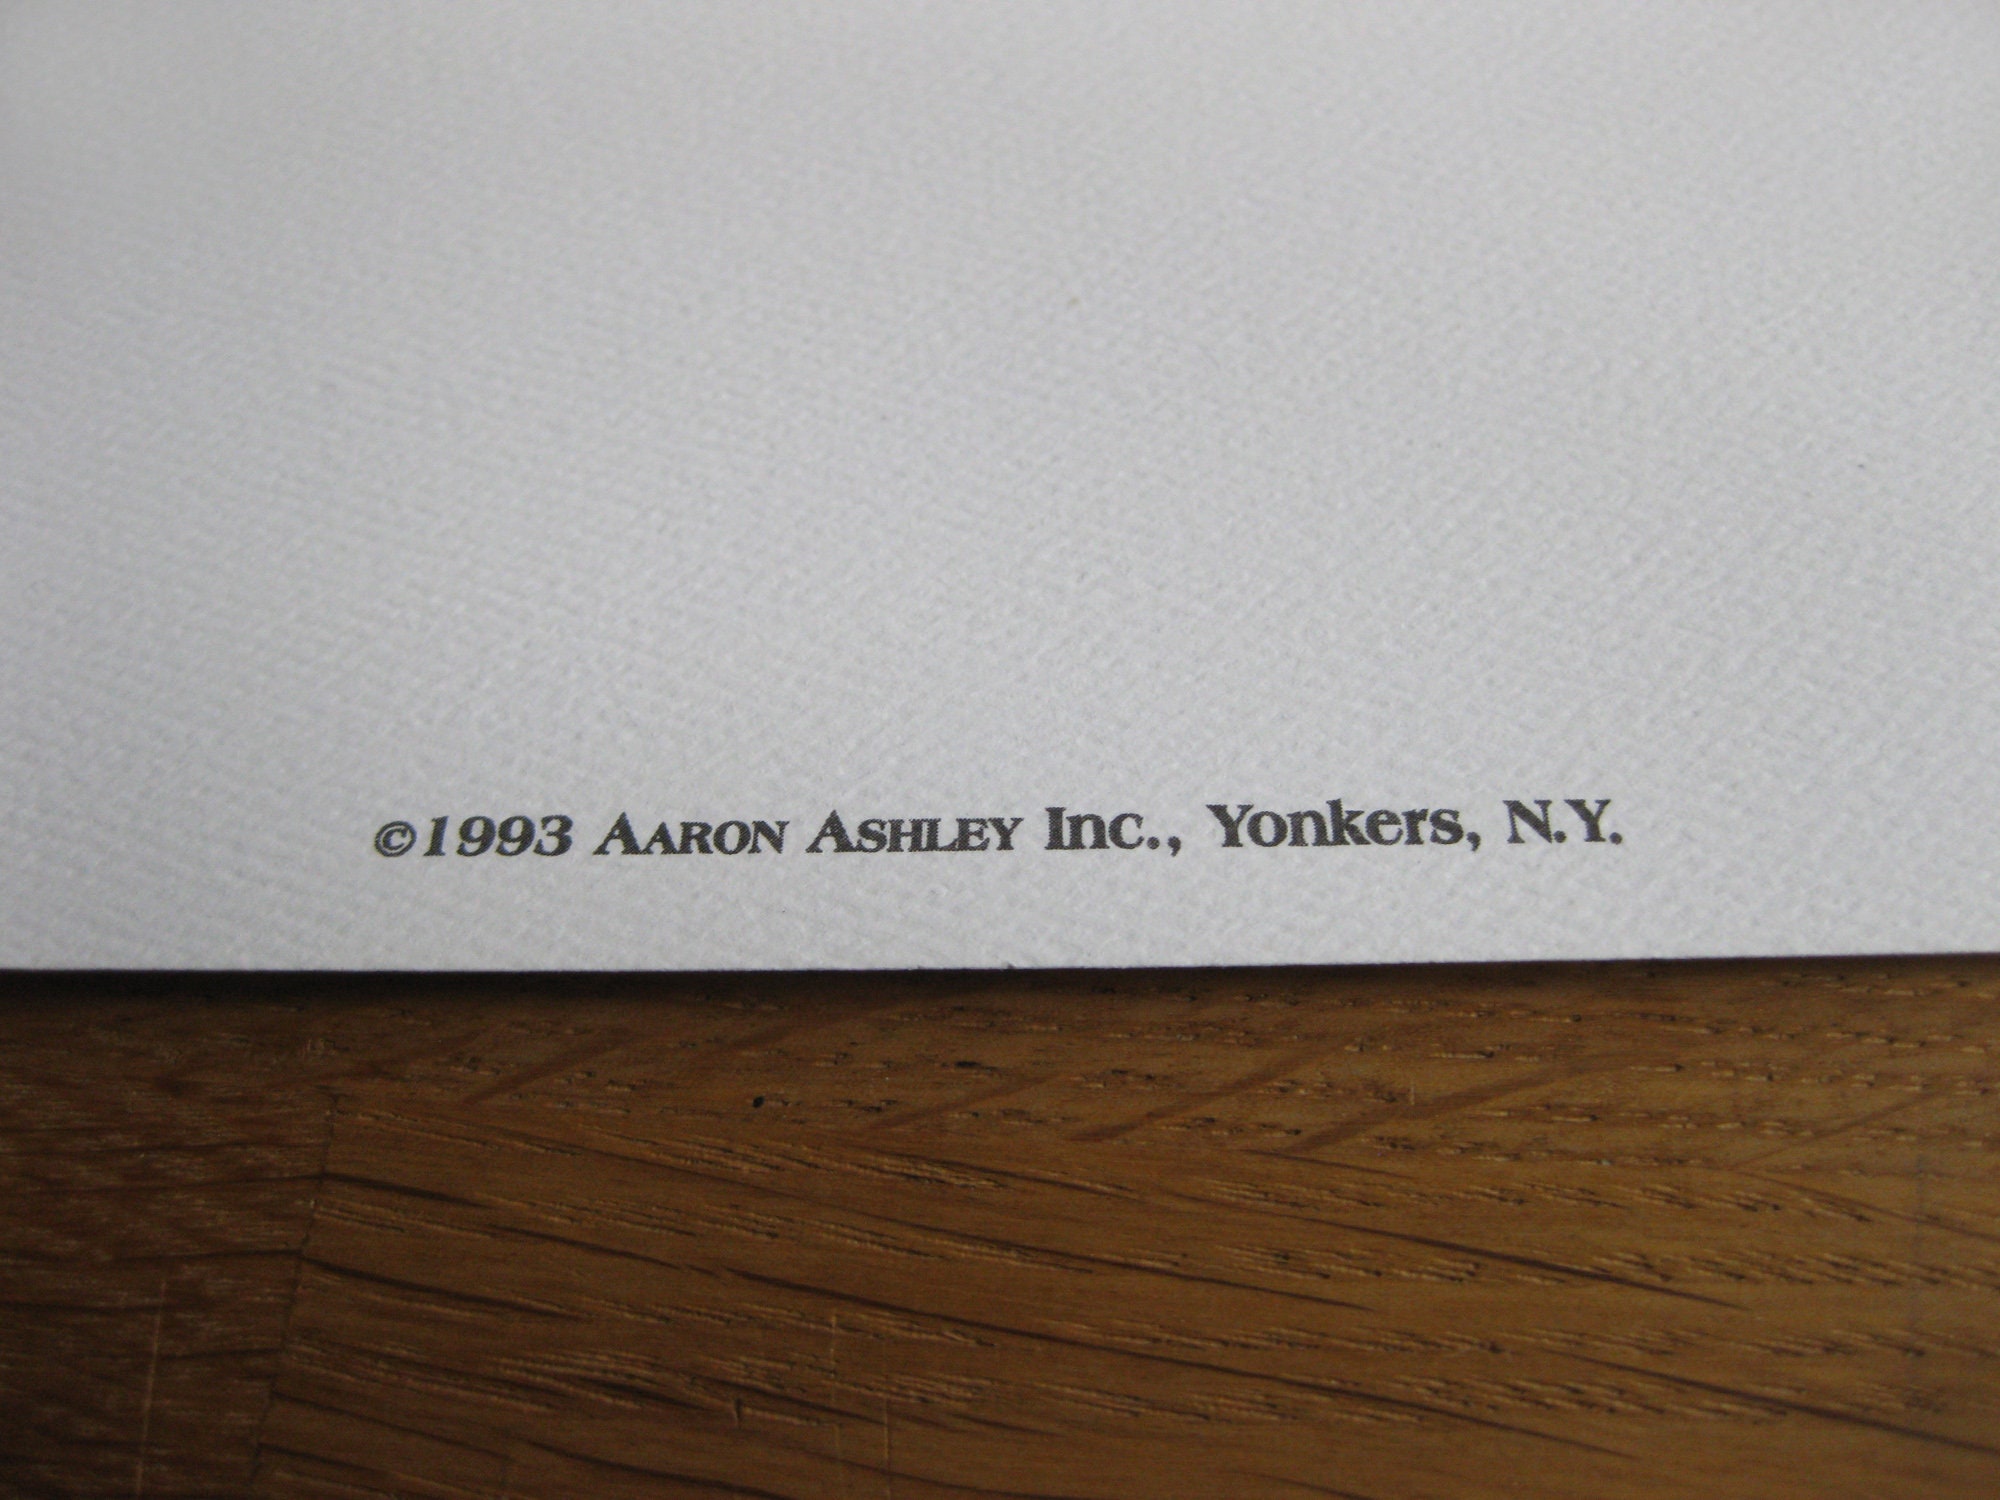 ©1993 AARON ASHLEY Inc., Yonkers, N.Y.